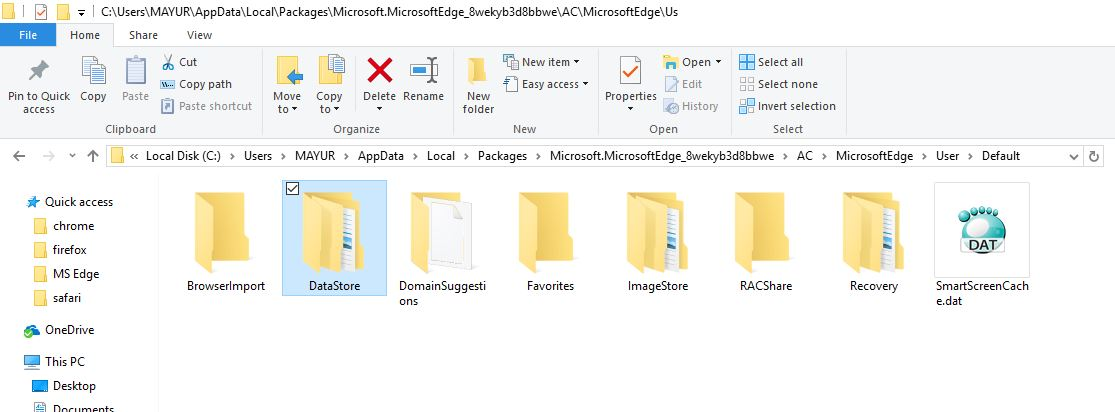 C:\Users\MAYUR\AppData\Local\Packages\Microsoft.MicrosoftEdge_8wekyb3d8bbwe\AC\MicrosoftEdge\Us
File Home Share View
Pin to Quick access
Copy
Paste
Cut
Copy path
Paste shortcut
Clipboard
Move to
Copy to
Delete
Rename
Organize
New folder
New item
Easy access
New
Properties
Open
Edit
History
Open
Select all
Select none
Invert selection
Select
« Local Disk (C:) > Users > MAYUR > AppData > Local > Packages > Microsoft.MicrosoftEdge_8wekyb3d8bbwe > AC > MicrosoftEdge > User > Default
Quick access
chrome
firefox
MS Edge
safari
OneDrive
This PC
Desktop
Documents
BrowserImport
DataStore
DomainSuggesti
ons
Favorites
ImageStore
RACShare
Recovery
DAT
SmartScreenCach
e.dat